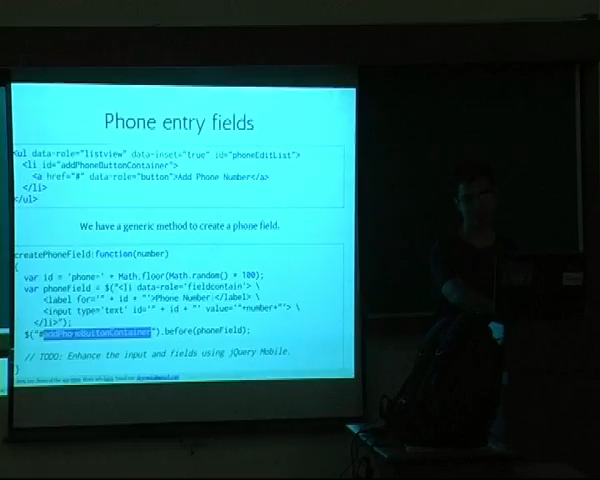 Phone entry fields
<ul data-role="listview" data-inset="true" id="phoneEditList">
<li id="addPhoneButtonContainer">
<a href="#" data-role="button">Add Phone Number</a>
</li>
</ul>
We have a generic method to create a phone field.
createPhoneField:function(number)
{
var id = 'phone-' + Math.floor(Math.random() * 100);
var phoneField = $("<li data-role='fieldcontain'> \
<label for='" + id + "'>Phone Number:</label> \
<input type='text' id='" + id + "' value='"+number+"'> \
</li>");
$("#addPhoneButtonContainer").before(phoneField);
// TODO: Enhance the input and fields using jQuery Mobile.
}